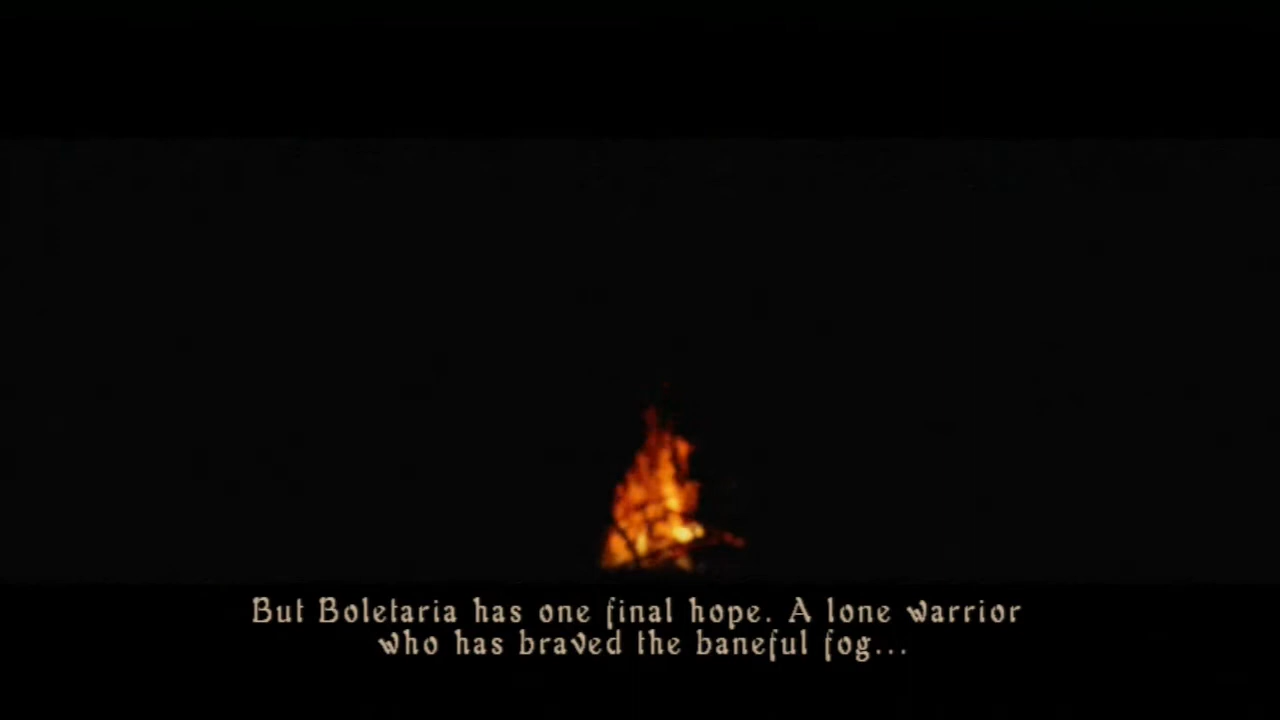 But Boletaria has one final hope. A lone warrior
who has braved the baneful fog...